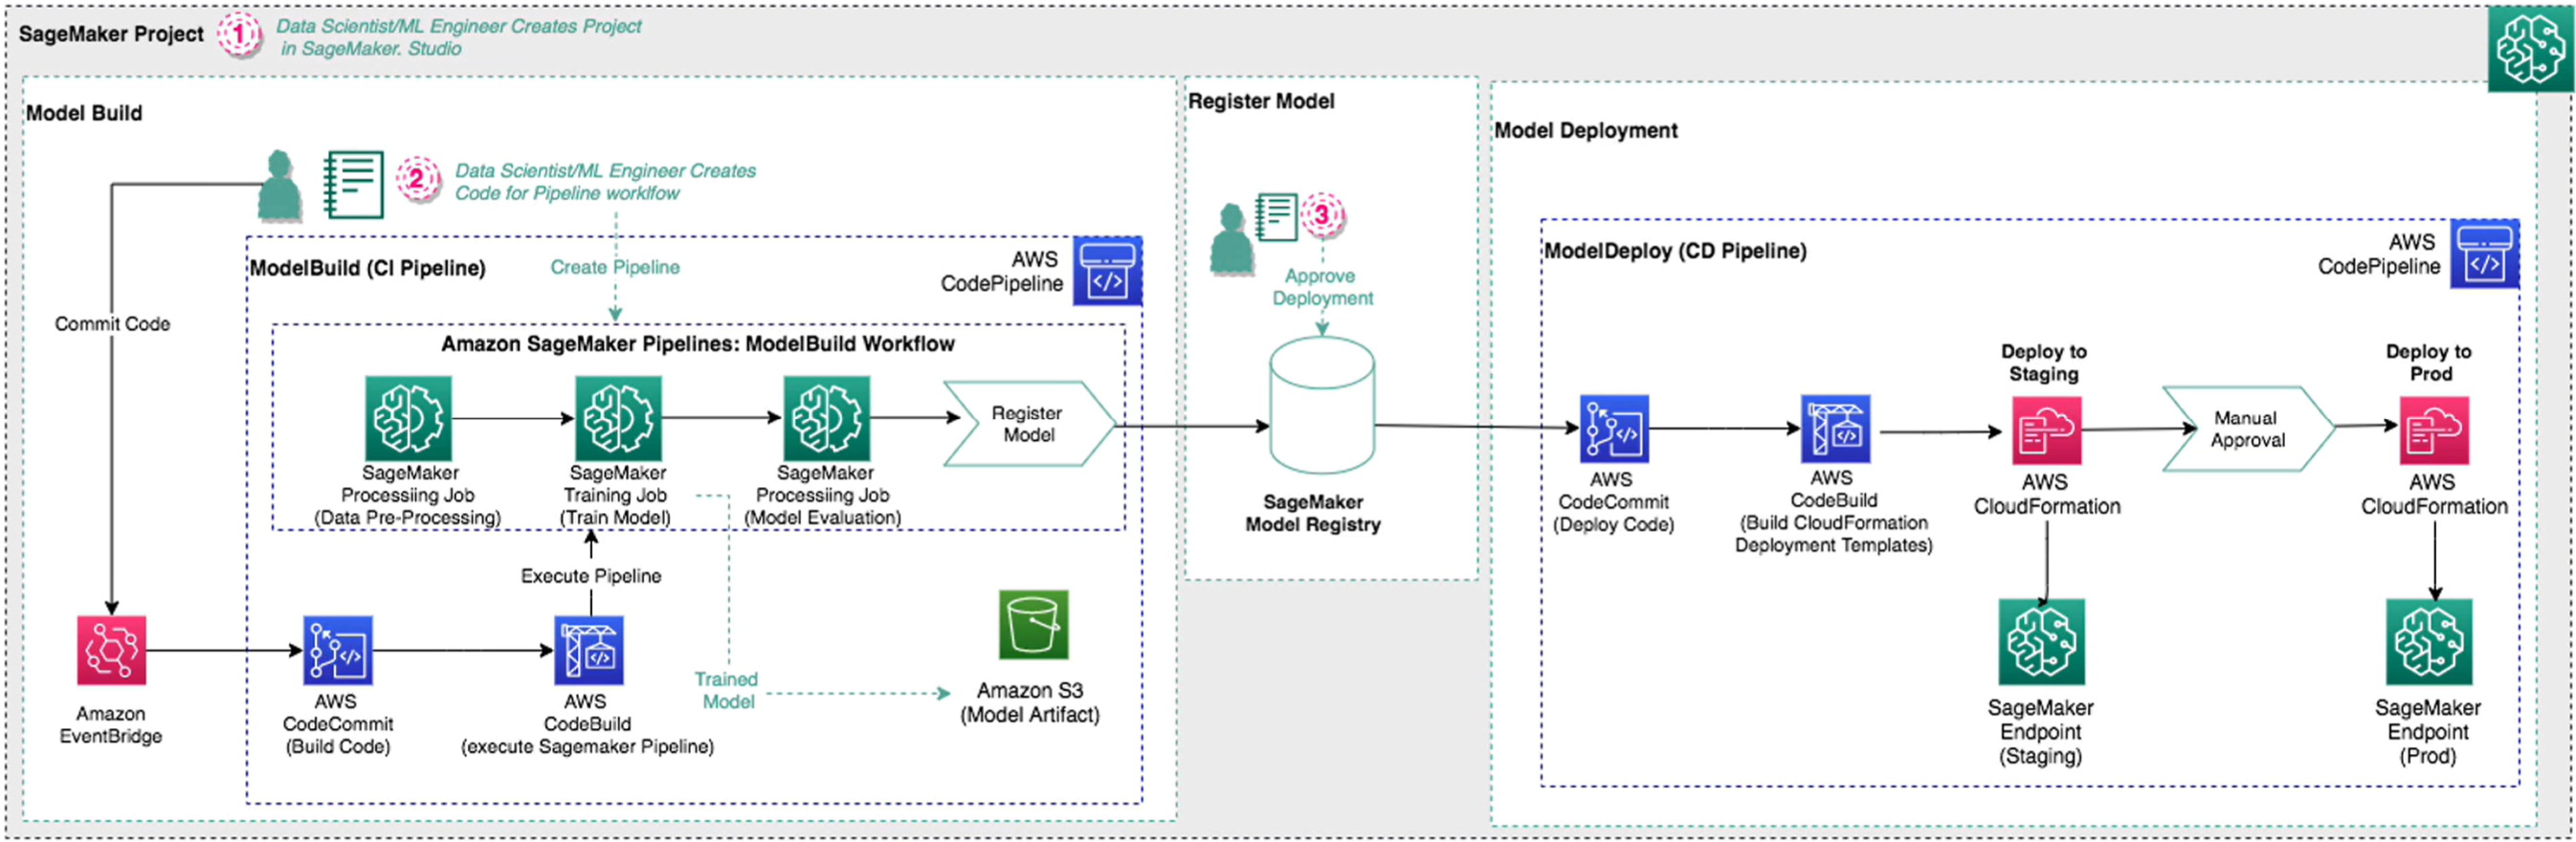 SageMaker Project
1
Data Scientist/ML Engineer Creates Project
in SageMaker. Studio
Model Build
2
Data Scientist/ML Engineer Creates
Code for Pipeline workflow
Commit Code
ModelBuild (CI Pipeline)
Create Pipeline
AWS
CodePipeline
Amazon SageMaker Pipelines: ModelBuild Workflow
SageMaker
Processiing Job
(Data Pre-Processing)
SageMaker
Training Job
(Train Model)
SageMaker
Processiing Job
(Model Evaluation)
Register
Model
Execute Pipeline
Amazon
EventBridge
AWS
CodeCommit
(Build Code)
AWS
CodeBuild
(execute Sagemaker Pipeline)
Trained
Model
Amazon S3
(Model Artifact)
Register Model
3
Approve
Deployment
SageMaker
Model Registry
Model Deployment
ModelDeploy (CD Pipeline)
AWS
CodePipeline
AWS
CodeCommit
(Deploy Code)
AWS
CodeBuild
(Build CloudFormation
Deployment Templates)
Deploy to
Staging
AWS
CloudFormation
Manual
Approval
Deploy to
Prod
AWS
CloudFormation
SageMaker
Endpoint
(Staging)
SageMaker
Endpoint
(Prod)